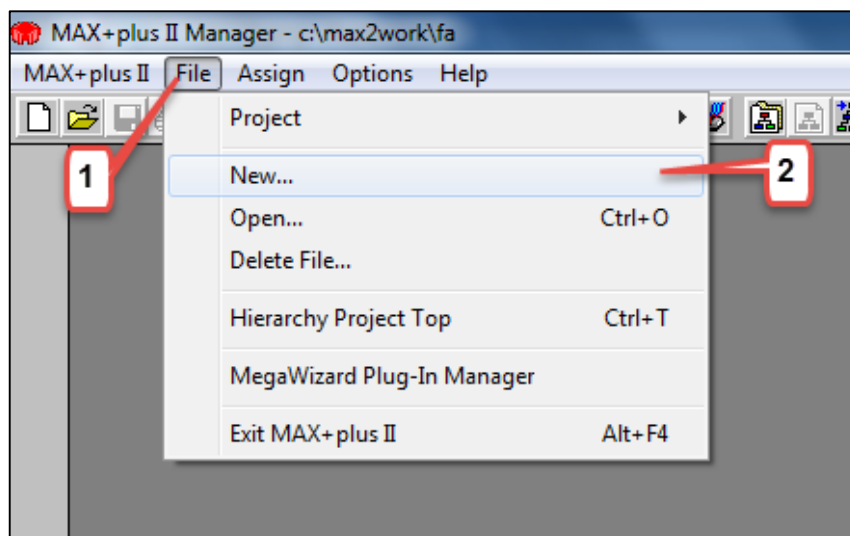 MAX+plus II Manager - c:\max2work\fa
MAX+plus II File Assign Options Help
Project
1
New...
2
Open... Ctrl+O
Delete File...
Hierarchy Project Top Ctrl+T
MegaWizard Plug-In Manager
Exit MAX+plus II Alt+F4